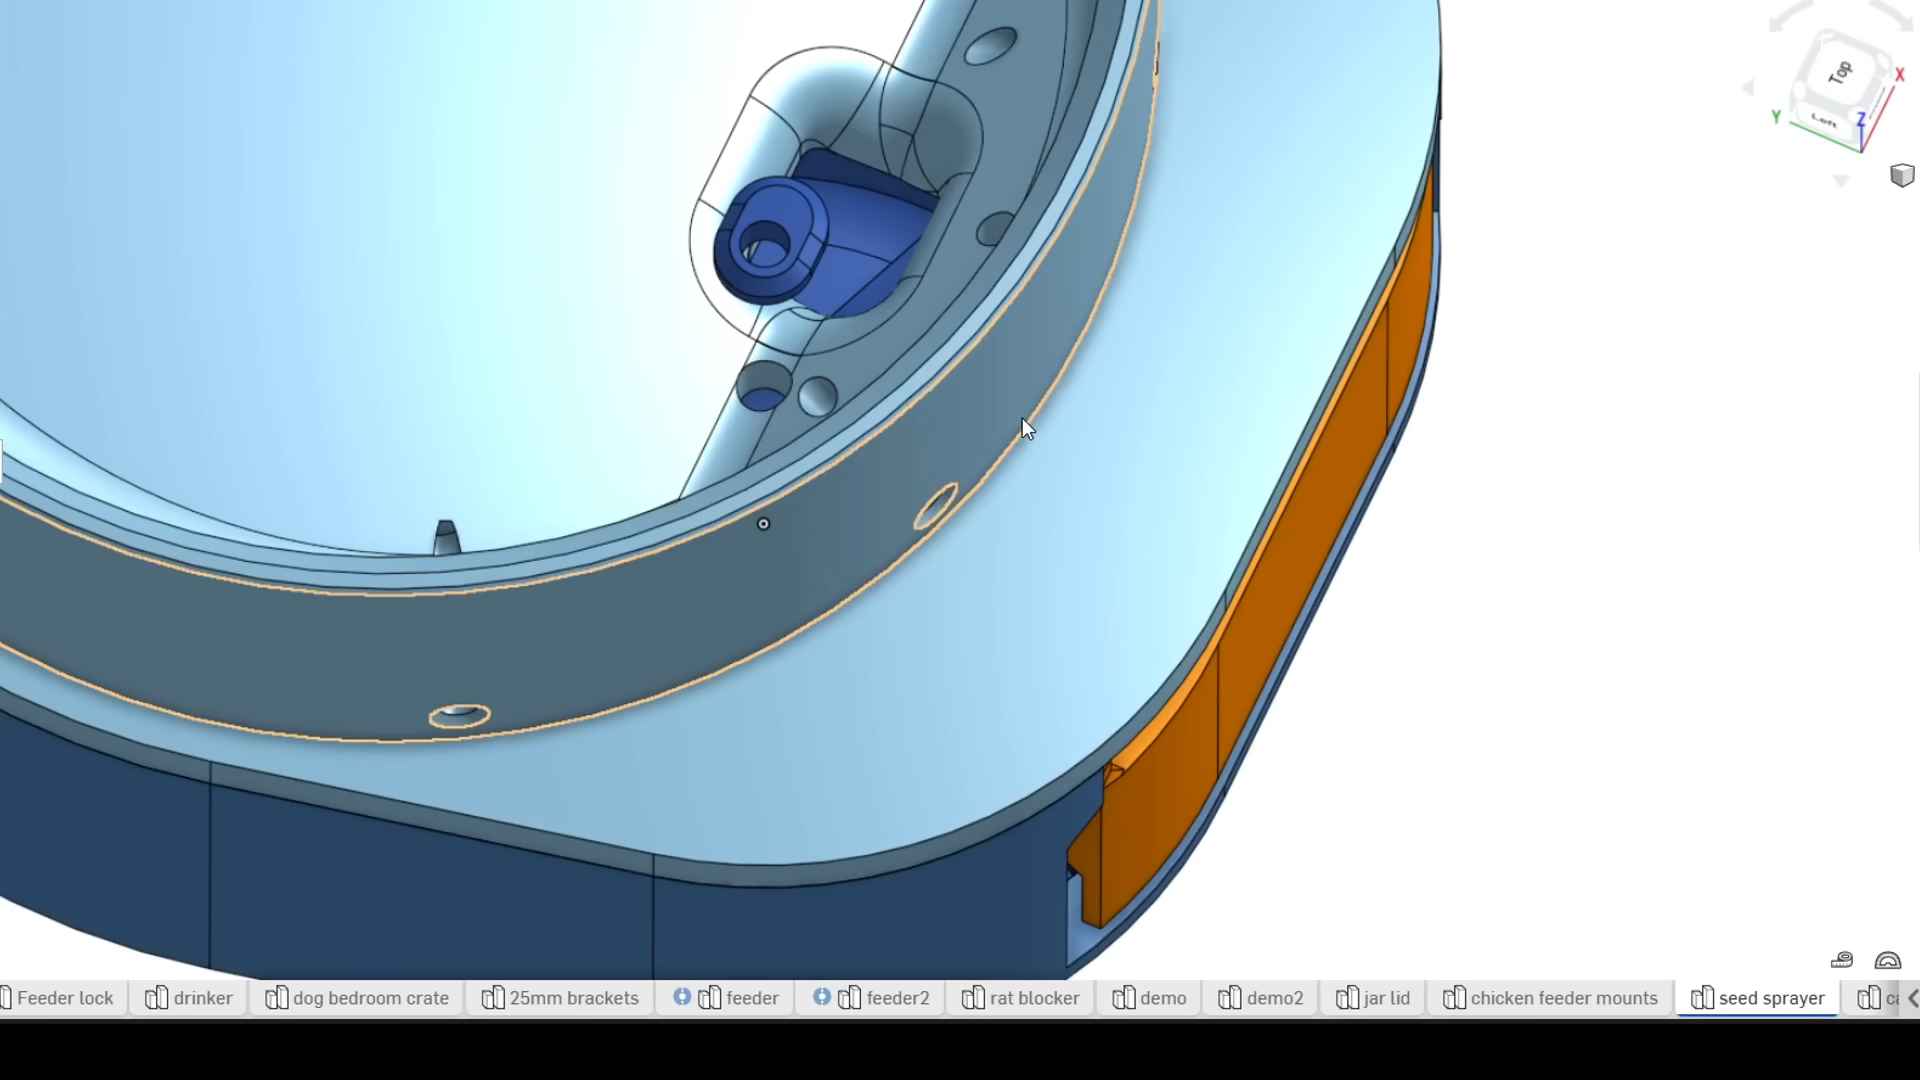 Top
Left
X
Y
Z
Feeder lock
drinker
dog bedroom crate
25mm brackets
feeder
feeder2
rat blocker
demo
demo2
jar lid
chicken feeder mounts
seed sprayer